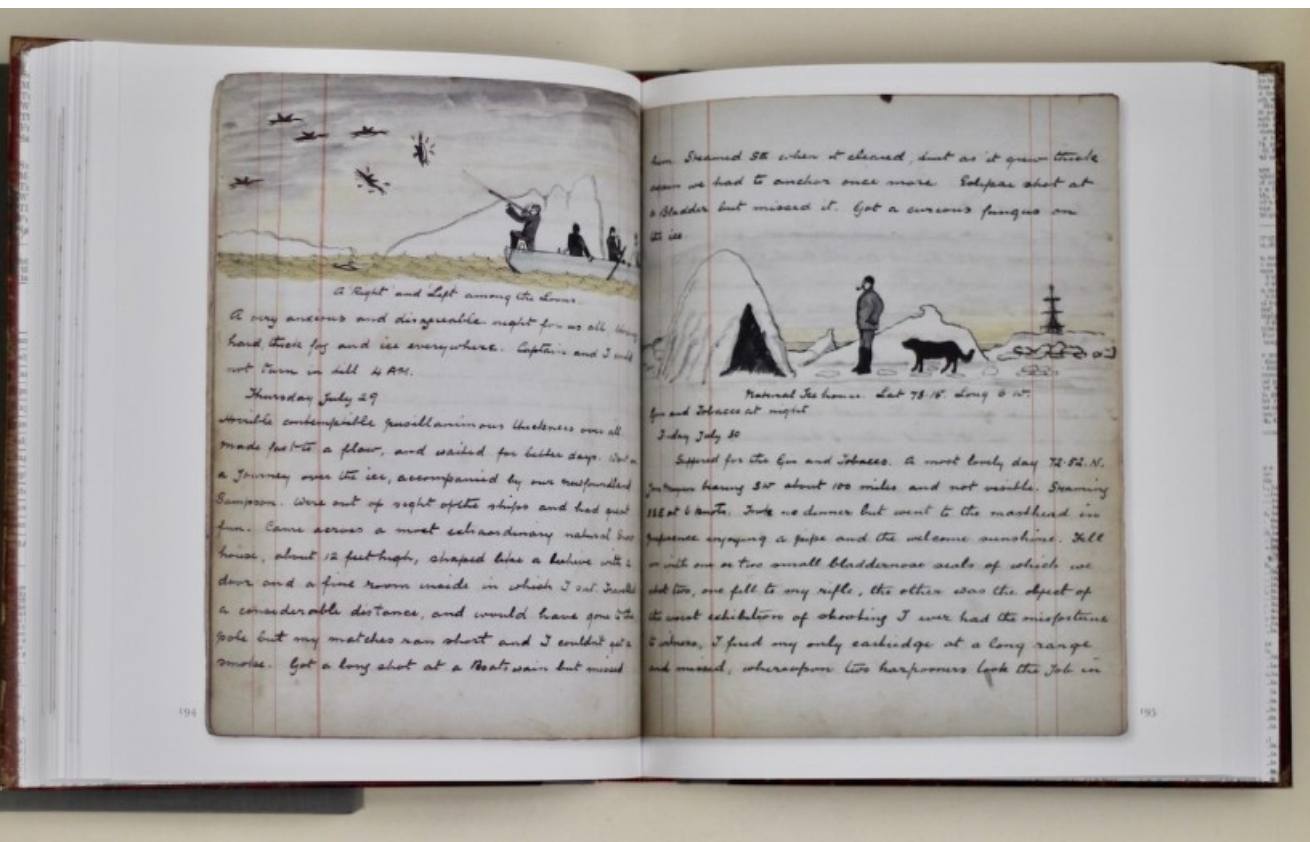 A Right and Left among the Loons.
A very anxious and disagreable night for us all
hard thick fog and ice everywhere. Captain and I could
not turn in till 4 AM.
Thursday July 29
Horrible contemptible pusillanimous thickness over all.
made fast to a flaw, and waited for better days. Went on
a Journey over the ice, accompanied by our newfoundland
Sampson. Were out of sight of the ships and had great
fun. Came across a most extraordinary natural Snow
house, about 12 feet high, shaped like a beehive with a
door and a fine room inside in which I sat. Travelled
a considerable distance, and would have gone to the
pole but my matches ran short and I couldnt get a
smoke. Got a long shot at a Boatswain but missed
194
him Steamed SE when it cleared, but as it grew thick
again we had to anchor once more Eclipse shot at
a Bladder but missed it. Got a curious fungus on
the ice
Natural Ice house. Lat 73.15. Long 6 W.
Gin and Tobacco at night
Friday July 30
Suffered for the Gin and Tobacco. A most lovely day 72.52. N.
Jan Mayen bearing SW about 100 miles and not visible. Steaming
SSE at 6 knots. Took no dinner but went to the masthead in
preference enjoying a pipe and the welcome sunshine. Fell
in with one or two small bladdernose seals of which we
shot two, one fell to my rifle, the other was the object of
the worst exhibition of shooting I ever had the misfortune
to witness, I fired my only cartridge at a long range
and missed, whereupon two harpooners took the Job in
195